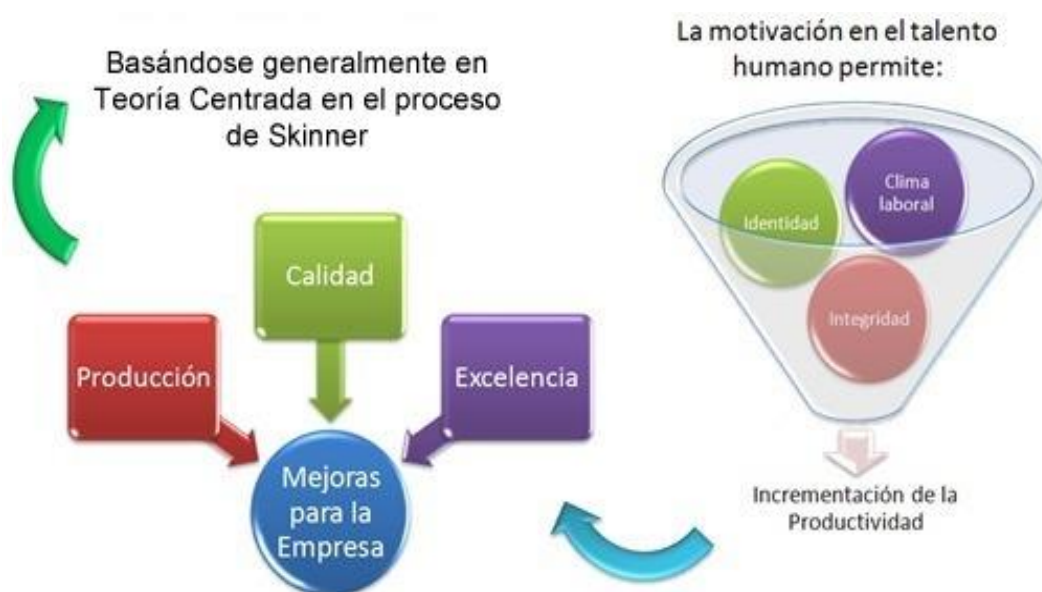 Basándose generalmente en
Teoría Centrada en el proceso
de Skinner
Calidad
Producción
Excelencia
Mejoras
para la
Empresa
La motivación en el talento
humano permite:
Clima
laboral
Identidad
Integridad
Incrementación de la
Productividad